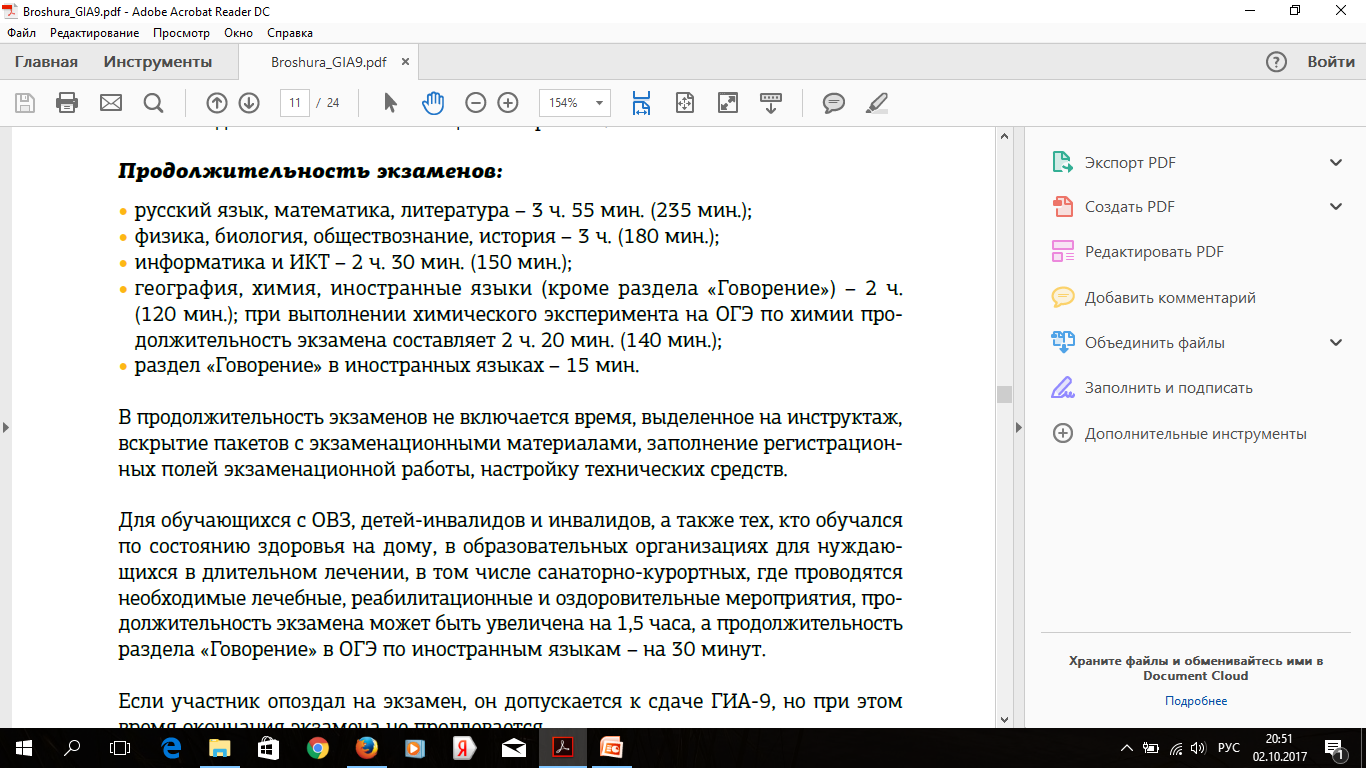 Broshura_GIA9.pdf - Adobe Acrobat Reader DC
Файл Редактирование Просмотр Окно Справка
Главная Инструменты Broshura_GIA9.pdf × Войти
11 / 24 154%
Продолжительность экзаменов:
• русский язык, математика, литература – 3 ч. 55 мин. (235 мин.);
• физика, биология, обществознание, история – 3 ч. (180 мин.);
• информатика и ИКТ – 2 ч. 30 мин. (150 мин.);
• география, химия, иностранные языки (кроме раздела «Говорение») – 2 ч.
(120 мин.); при выполнении химического эксперимента на ОГЭ по химии про-
должительность экзамена составляет 2 ч. 20 мин. (140 мин.);
• раздел «Говорение» в иностранных языках – 15 мин.
В продолжительность экзаменов не включается время, выделенное на инструктаж,
вскрытие пакетов с экзаменационными материалами, заполнение регистрацион-
ных полей экзаменационной работы, настройку технических средств.
Для обучающихся с ОВЗ, детей-инвалидов и инвалидов, а также тех, кто обучался
по состоянию здоровья на дому, в образовательных организациях для нуждаю-
щихся в длительном лечении, в том числе санаторно-курортных, где проводятся
необходимые лечебные, реабилитационные и оздоровительные мероприятия, про-
должительность экзамена может быть увеличена на 1,5 часа, а продолжительность
раздела «Говорение» в ОГЭ по иностранным языкам – на 30 минут.
Если участник опоздал на экзамен, он допускается к сдаче ГИА-9, но при этом
время окончания экзамена не продлевается
Экспорт PDF
Создать PDF
Редактировать PDF
Добавить комментарий
Объединить файлы
Заполнить и подписать
Дополнительные инструменты
Храните файлы и обменивайтесь ими в
Document Cloud
Подробнее
РУС
20:51
02.10.2017
1